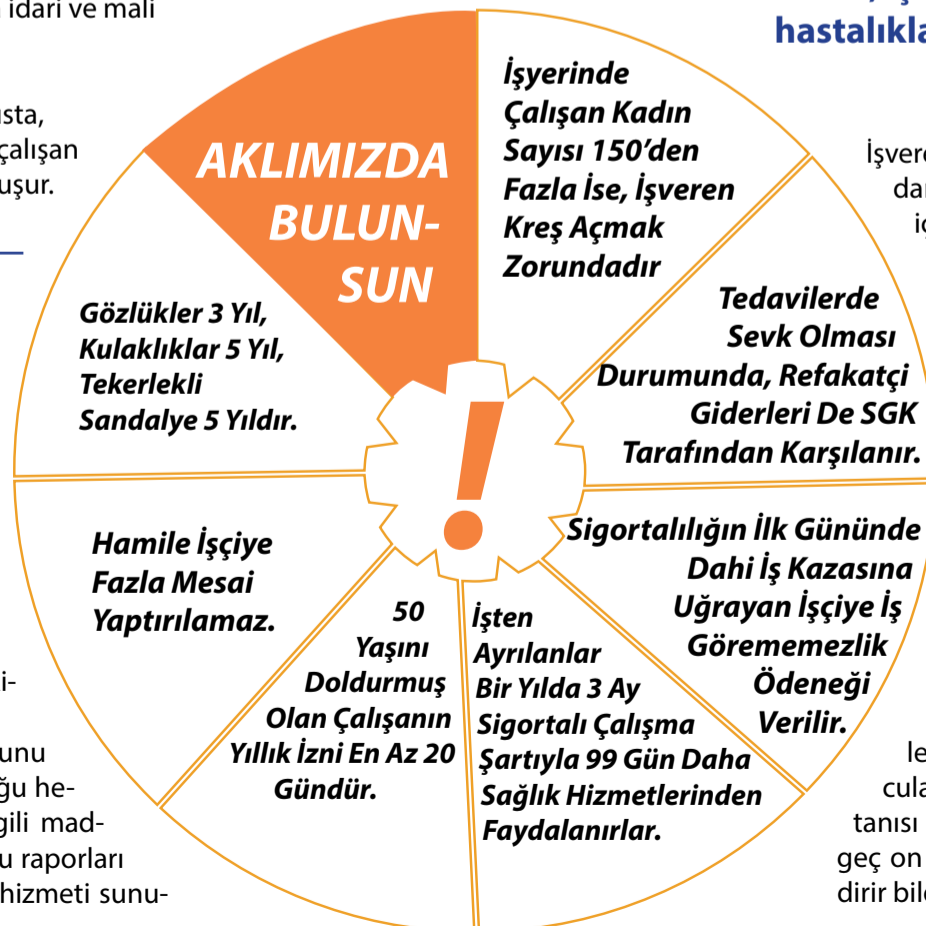 idari ve mali
usta,
çalışan
uşur.
hastalıkla
İşver
dar
iç
AKLIMIZDA
BULUN-
SUN
İşyerinde
Çalışan Kadın
Sayısı 150’den
Fazla İse, İşveren
Kreş Açmak
Zorundadır
Tedavilerde
Sevk Olması
Durumunda, Refakatçi
Giderleri De SGK
Tarafından Karşılanır.
Sigortalılığın İlk Gününde
Dahi İş Kazasına
Uğrayan İşçiye İş
Görememezlik
Ödeneği
Verilir.
İşten
Ayrılanlar
Bir Yılda 3 Ay
Sigortalı Çalışma
Şartıyla 99 Gün Daha
Sağlık Hizmetlerinden
Faydalanırlar.
50
Yaşını
Doldurmuş
Olan Çalışanın
Yıllık İzni En Az 20
Gündür.
Hamile İşçiye
Fazla Mesai
Yaptırılamaz.
Gözlükler 3 Yıl,
Kulaklıklar 5 Yıl,
Tekerlekli
Sandalye 5 Yıldır.
!
i-
unu
ğu he-
gili mad-
u raporları
hizmeti sunu-
le
cula
tanısı
geç on
dirir bild